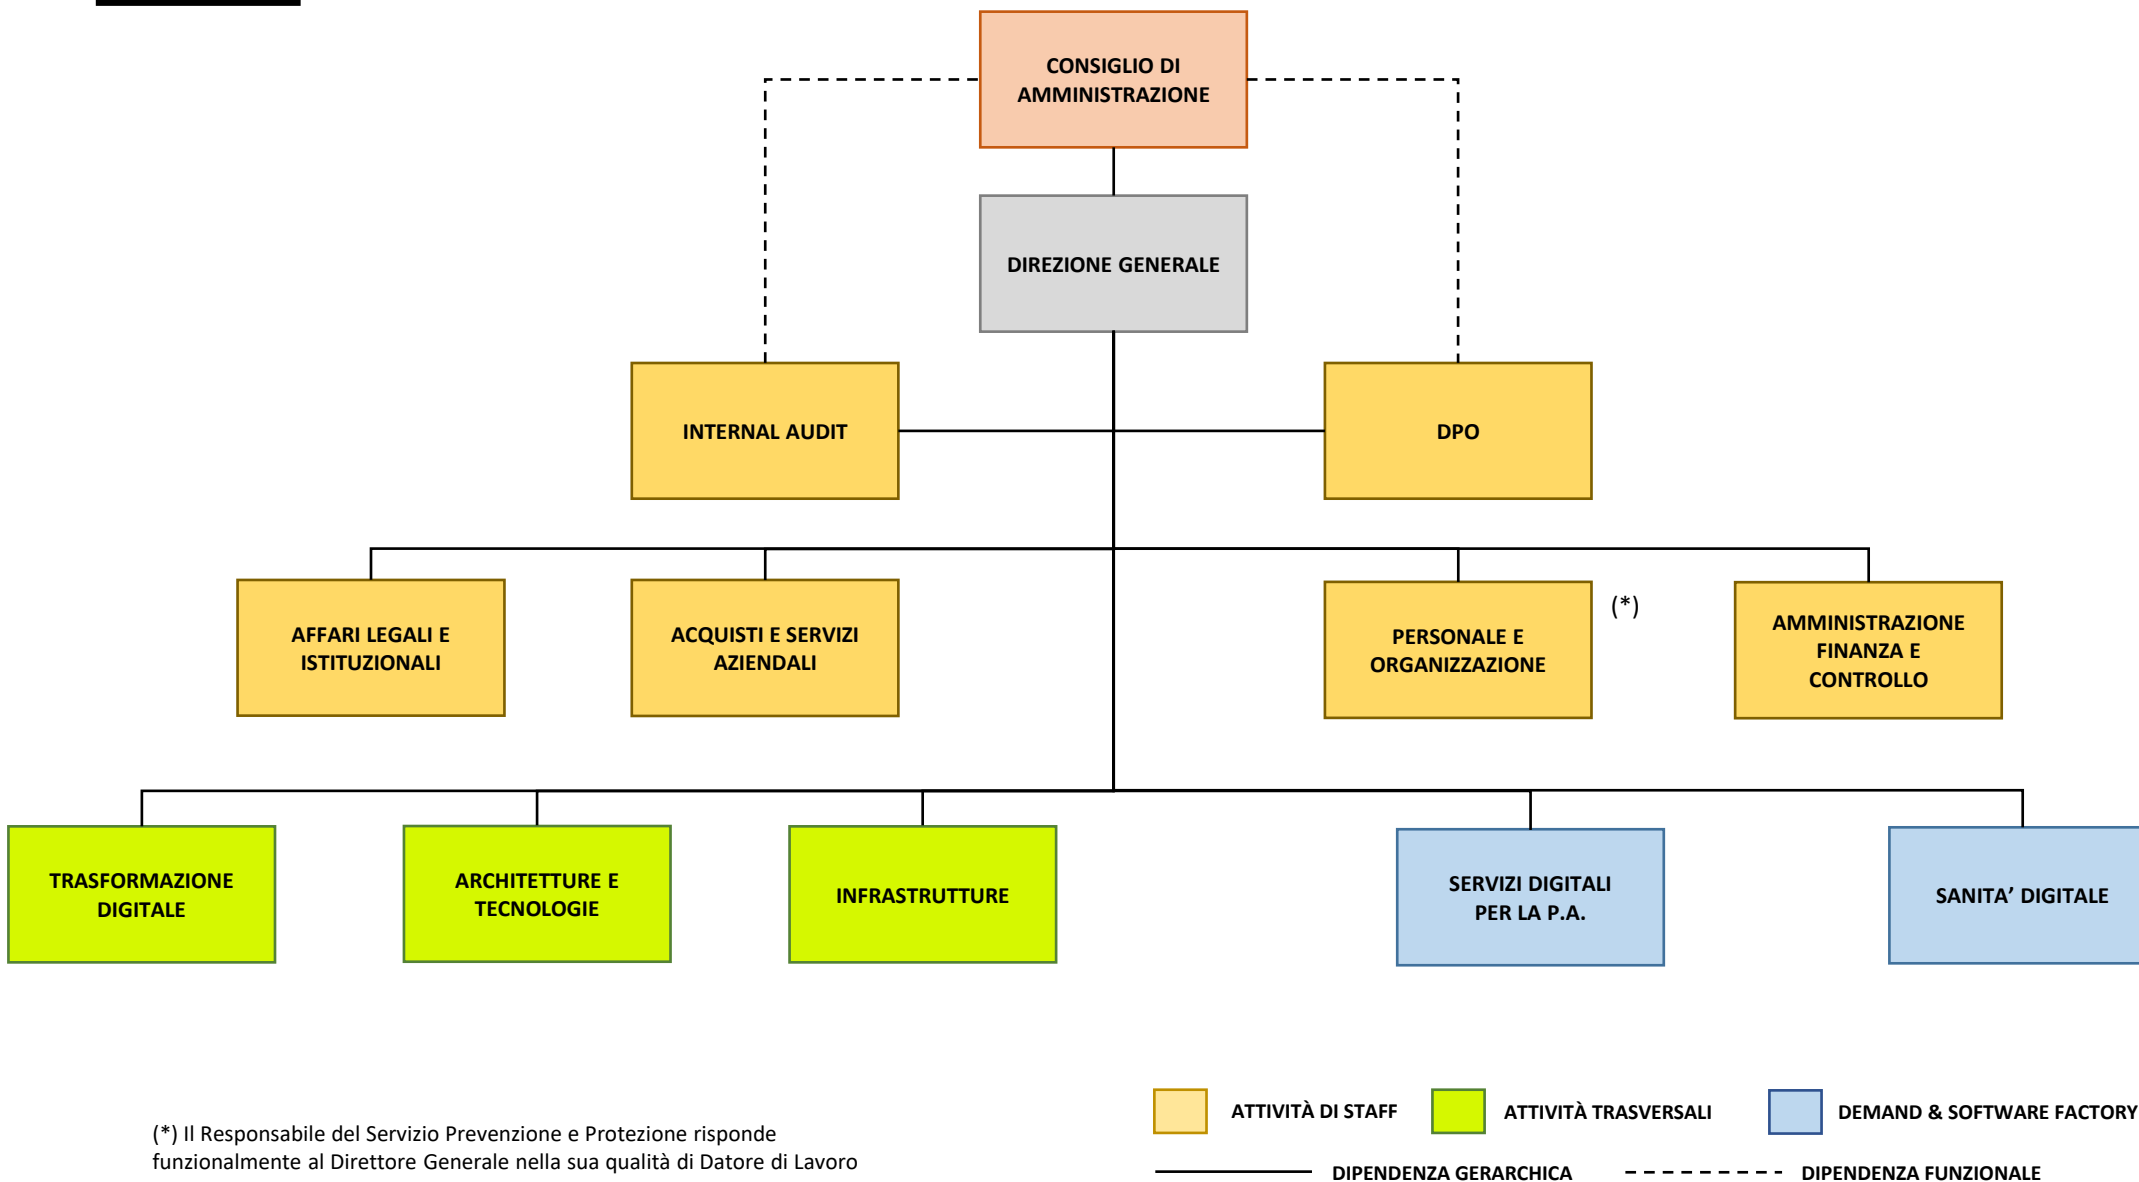 CONSIGLIO DI
AMMINISTRAZIONE
DIREZIONE GENERALE
INTERNAL AUDIT
DPO
AFFARI LEGALI E
ISTITUZIONALI
ACQUISTI E SERVIZI
AZIENDALI
PERSONALE E
ORGANIZZAZIONE
(*)
AMMINISTRAZIONE
FINANZA E
CONTROLLO
TRASFORMAZIONE
DIGITALE
ARCHITETTURE E
TECNOLOGIE
INFRASTRUTTURE
SERVIZI DIGITALI
PER LA P.A.
SANITA’ DIGITALE
ATTIVITÀ DI STAFF
ATTIVITÀ TRASVERSALI
DEMAND & SOFTWARE FACTORY
(*) Il Responsabile del Servizio Prevenzione e Protezione risponde
funzionalmente al Direttore Generale nella sua qualità di Datore di Lavoro
DIPENDENZA GERARCHICA
DIPENDENZA FUNZIONALE